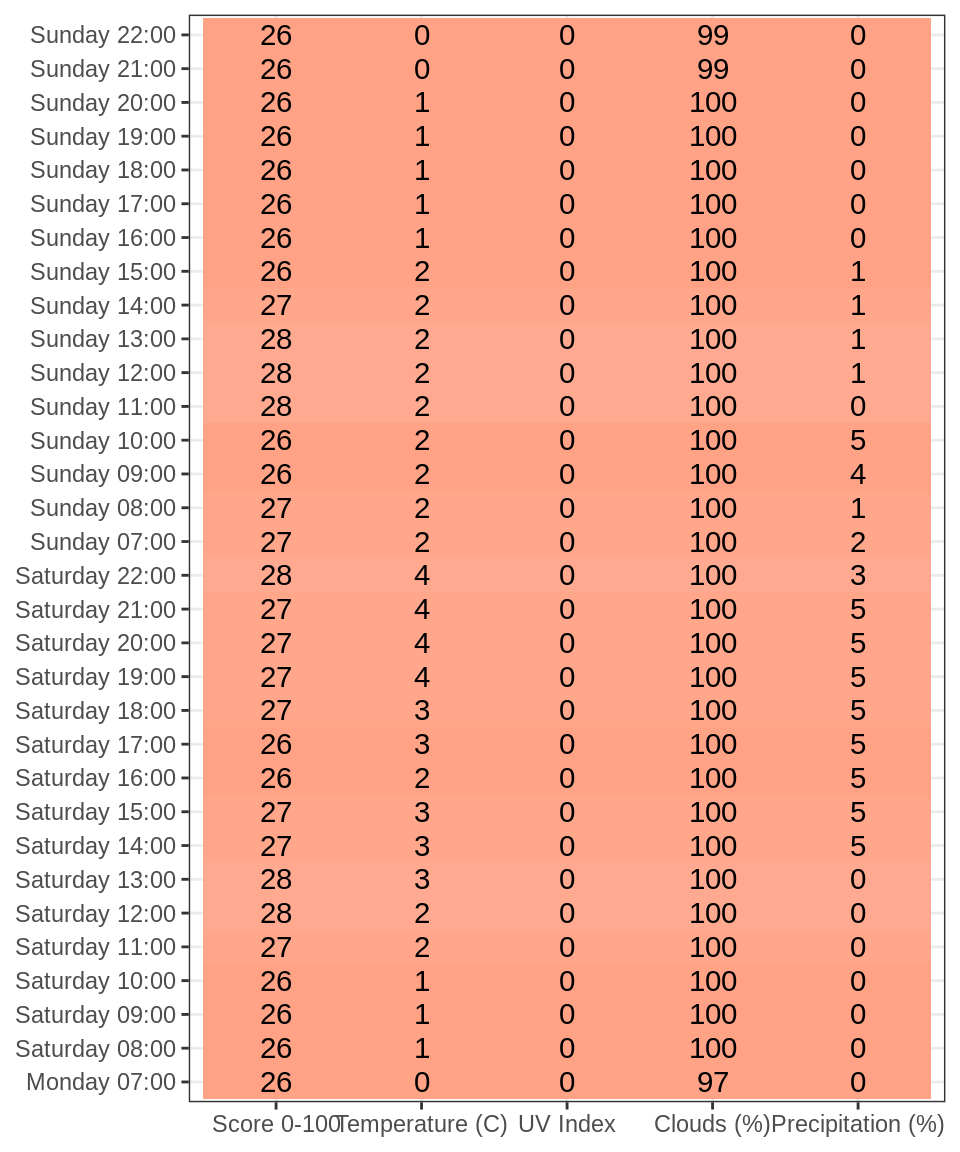 Sunday 22:00 26 0 0 99 0
Sunday 21:00 26 0 0 99 0
Sunday 20:00 26 1 0 100 0
Sunday 19:00 26 1 0 100 0
Sunday 18:00 26 1 0 100 0
Sunday 17:00 26 1 0 100 0
Sunday 16:00 26 1 0 100 0
Sunday 15:00 26 2 0 100 1
Sunday 14:00 27 2 0 100 1
Sunday 13:00 28 2 0 100 1
Sunday 12:00 28 2 0 100 1
Sunday 11:00 28 2 0 100 0
Sunday 10:00 26 2 0 100 5
Sunday 09:00 26 2 0 100 4
Sunday 08:00 27 2 0 100 1
Sunday 07:00 27 2 0 100 2
Saturday 22:00 28 4 0 100 3
Saturday 21:00 27 4 0 100 5
Saturday 20:00 27 4 0 100 5
Saturday 19:00 27 4 0 100 5
Saturday 18:00 27 3 0 100 5
Saturday 17:00 26 3 0 100 5
Saturday 16:00 26 2 0 100 5
Saturday 15:00 27 3 0 100 5
Saturday 14:00 27 3 0 100 5
Saturday 13:00 28 3 0 100 0
Saturday 12:00 28 2 0 100 0
Saturday 11:00 27 2 0 100 0
Saturday 10:00 26 1 0 100 0
Saturday 09:00 26 1 0 100 0
Saturday 08:00 26 1 0 100 0
Monday 07:00 26 0 0 97 0
Score 0-100 Temperature (C) UV Index Clouds (%) Precipitation (%)